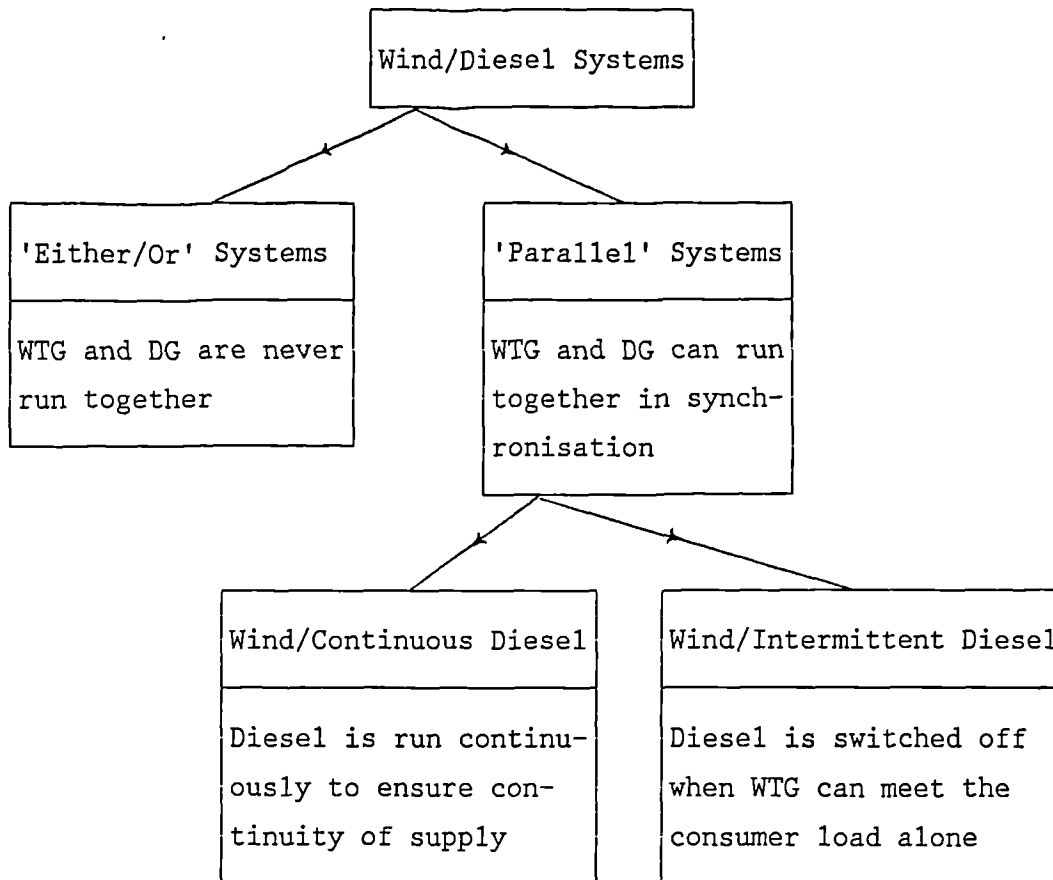 Wind/Diesel Systems
'Either/Or' Systems
WTG and DG are never
run together
'Parallel' Systems
WTG and DG can run
together in synch-
ronisation
Wind/Continuous Diesel
Diesel is run continu-
ously to ensure con-
tinuity of supply
Wind/Intermittent Diesel
Diesel is switched off
when WTG can meet the
consumer load alone